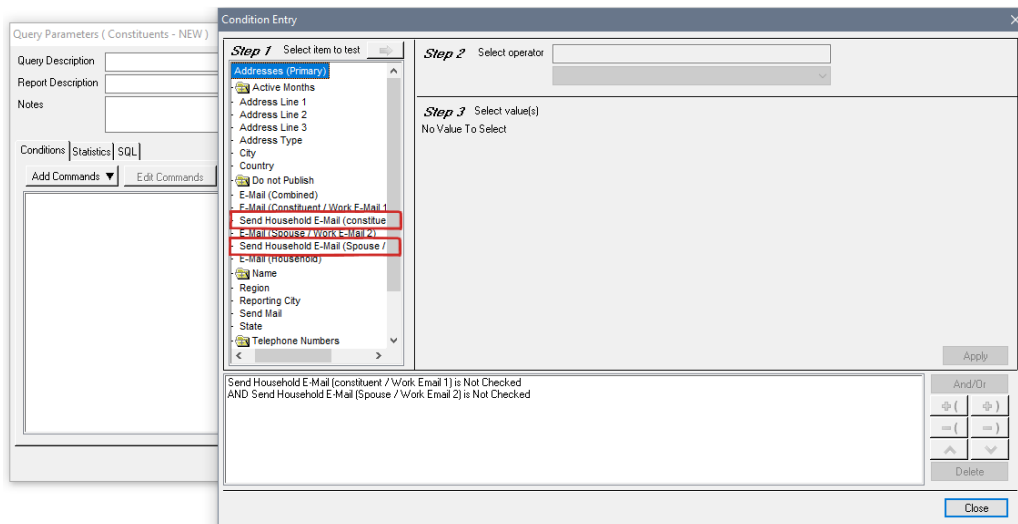 Query Parameters ( Constituents - NEW )
Query Description
Report Description
Notes
Conditions Statistics SQL
Add Commands Edit Commands
Condition Entry
Step 1 Select item to test
Addresses (Primary)
Active Months
Address Line 1
Address Line 2
Address Line 3
Address Type
City
Country
Do not Publish
E-Mail (Combined)
E-Mail (Constituent / Work E-Mail 1
Send Household E-Mail (constitue
E-Mail (Spouse / Work E-Mail 2)
Send Household E-Mail (Spouse /
E-Mail (Household)
Name
Region
Reporting City
Send Mail
State
Telephone Numbers
Step 2 Select operator
Step 3 Select value(s)
No Value To Select
Apply
Send Household E-Mail (constituent / Work Email 1) is Not Checked
AND Send Household E-Mail (Spouse / Work Email 2) is Not Checked
And/Or
+ ( + )
- ( - )
Delete
Close